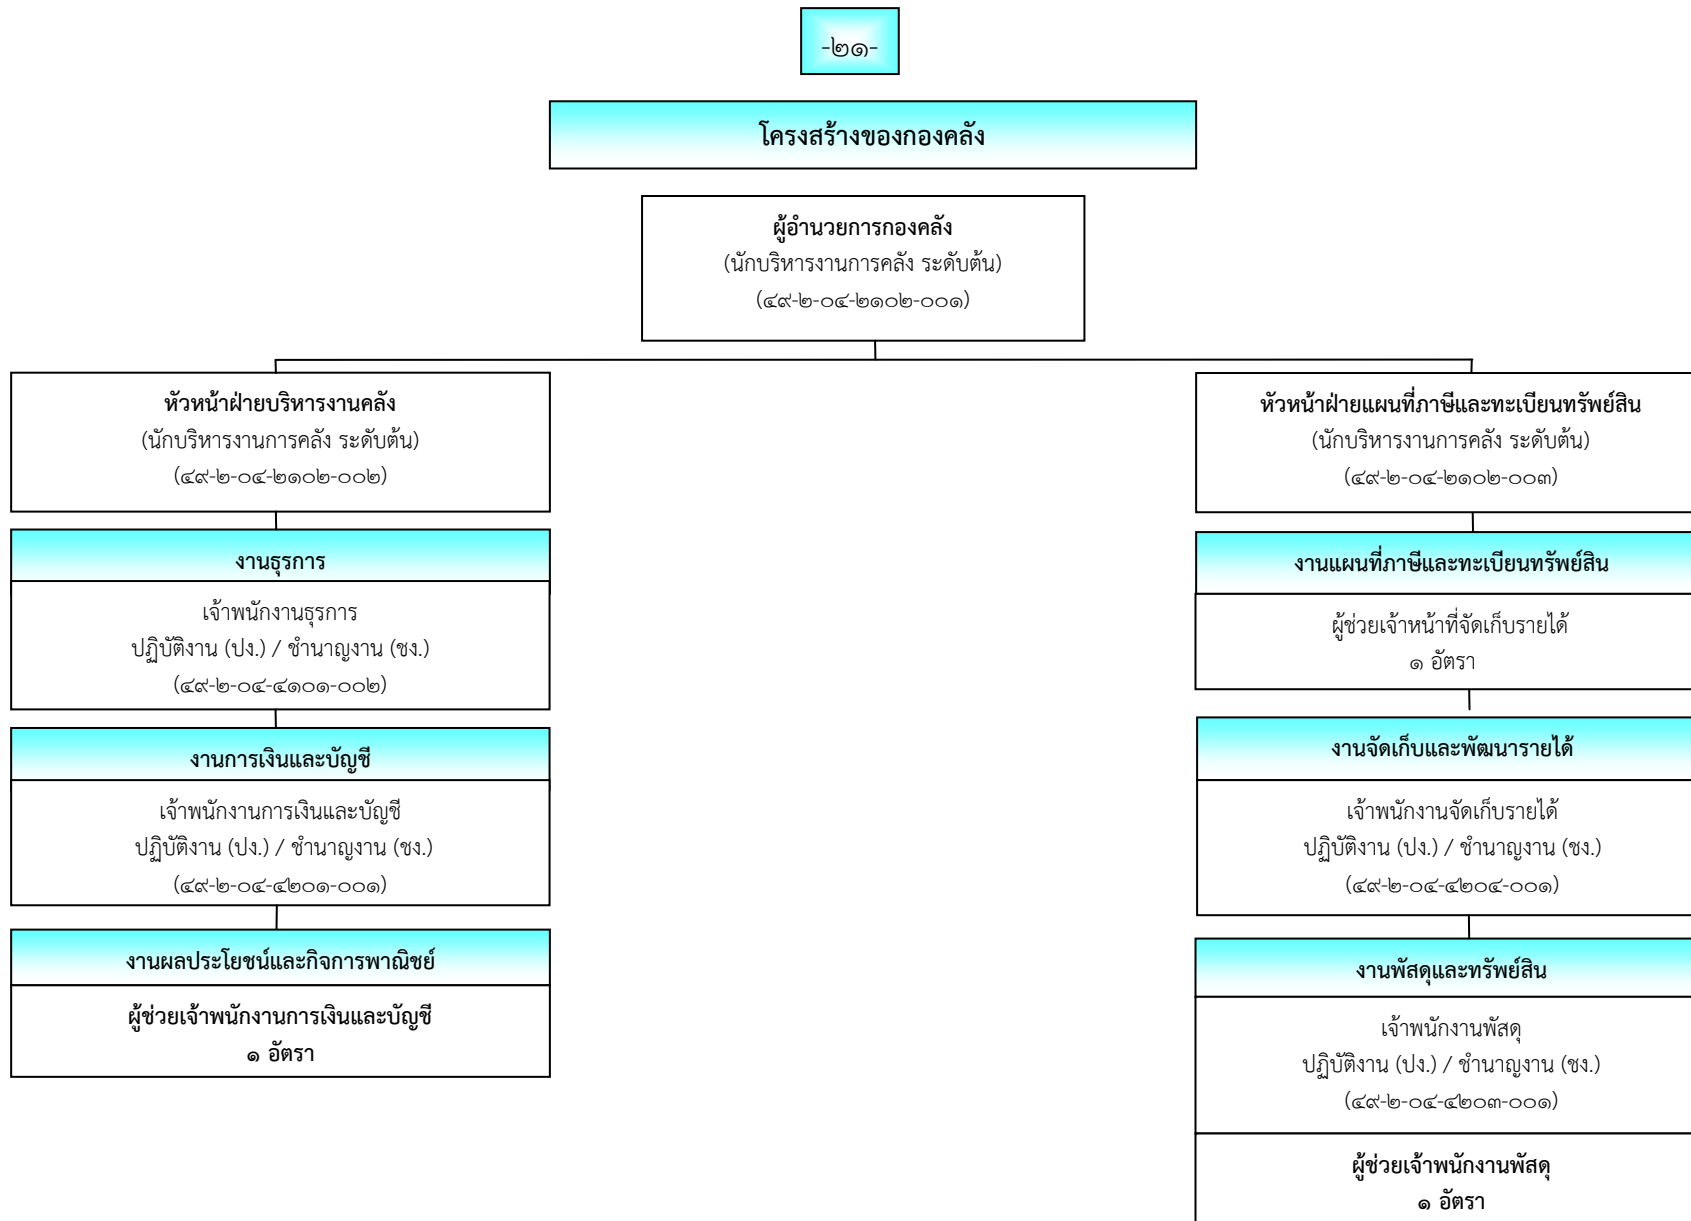 -๒๑-
โครงสร้างของกองคลัง
ผู้อำนวยการกองคลัง
(นักบริหารงานการคลัง ระดับต้น)
(๔๙-๒-๐๔-๒๑๐๒-๐๐๑)
หัวหน้าฝ่ายบริหารงานคลัง
(นักบริหารงานการคลัง ระดับต้น)
(๔๙-๒-๐๔-๒๑๐๒-๐๐๒)
งานธุรการ
เจ้าพนักงานธุรการ
ปฏิบัติงาน (ปง.) / ชำนาญงาน (ชง.)
(๔๙-๒-๐๔-๔๑๐๑-๐๐๒)
งานการเงินและบัญชี
เจ้าพนักงานการเงินและบัญชี
ปฏิบัติงาน (ปง.) / ชำนาญงาน (ชง.)
(๔๙-๒-๐๔-๔๒๐๑-๐๐๑)
งานผลประโยชน์และกิจการพาณิชย์
ผู้ช่วยเจ้าพนักงานการเงินและบัญชี
๑ อัตรา
หัวหน้าฝ่ายแผนที่ภาษีและทะเบียนทรัพย์สิน
(นักบริหารงานการคลัง ระดับต้น)
(๔๙-๒-๐๔-๒๑๐๒-๐๐๓)
งานแผนที่ภาษีและทะเบียนทรัพย์สิน
ผู้ช่วยเจ้าหน้าที่จัดเก็บรายได้
๑ อัตรา
งานจัดเก็บและพัฒนารายได้
เจ้าพนักงานจัดเก็บรายได้
ปฏิบัติงาน (ปง.) / ชำนาญงาน (ชง.)
(๔๙-๒-๐๔-๔๒๐๔-๐๐๑)
งานพัสดุและทรัพย์สิน
เจ้าพนักงานพัสดุ
ปฏิบัติงาน (ปง.) / ชำนาญงาน (ชง.)
(๔๙-๒-๐๔-๔๒๐๓-๐๐๑)
ผู้ช่วยเจ้าพนักงานพัสดุ
๑ อัตรา